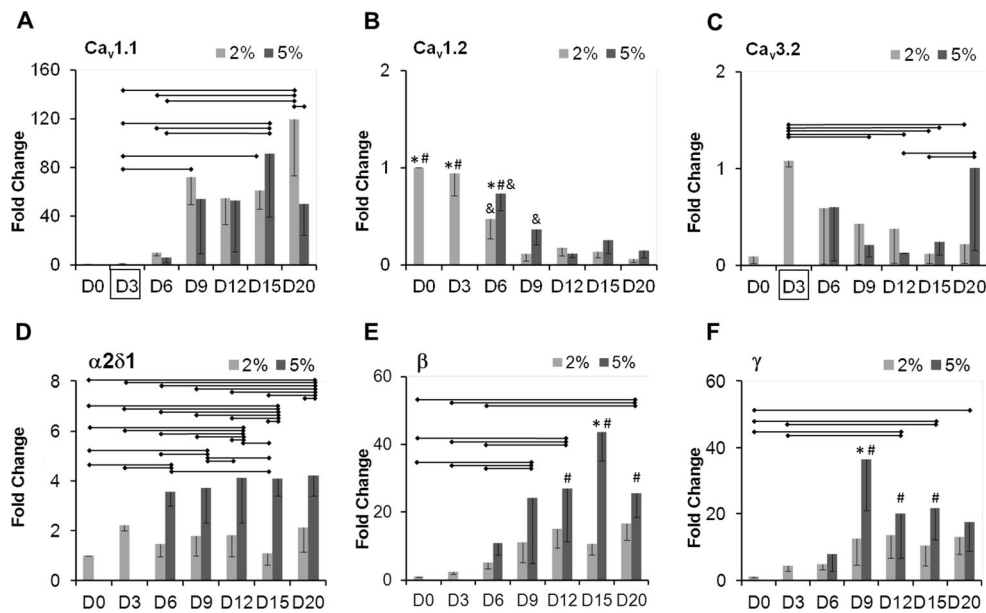 A
Ca_v1.1
2% 5%
Fold Change
160
120
80
40
0
D0 D3 D6 D9 D12 D15 D20
B
Ca_v1.2
2% 5%
Fold Change
2
1
0
*#
*#
*#&
&
&
D0 D3 D6 D9 D12 D15 D20
C
Ca_v3.2
2% 5%
Fold Change
2
1
0
D0 D3 D6 D9 D12 D15 D20
D
α2δ1
2% 5%
Fold Change
8
6
4
2
0
D0 D3 D6 D9 D12 D15 D20
E
β
2% 5%
Fold Change
60
40
20
0
#
*#
#
D0 D3 D6 D9 D12 D15 D20
F
γ
2% 5%
Fold Change
60
40
20
0
*#
#
#
D0 D3 D6 D9 D12 D15 D20